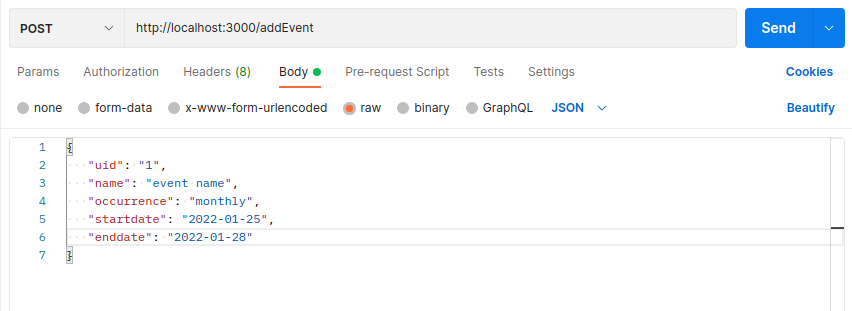 POST http://localhost:3000/addEvent Send
Params Authorization Headers (8) Body Pre-request Script Tests Settings Cookies
none form-data x-www-form-urlencoded raw binary GraphQL JSON Beautify
1 {
2 "uid": "1",
3 "name": "event name",
4 "occurrence": "monthly",
5 "startdate": "2022-01-25",
6 "enddate": "2022-01-28"
7 }